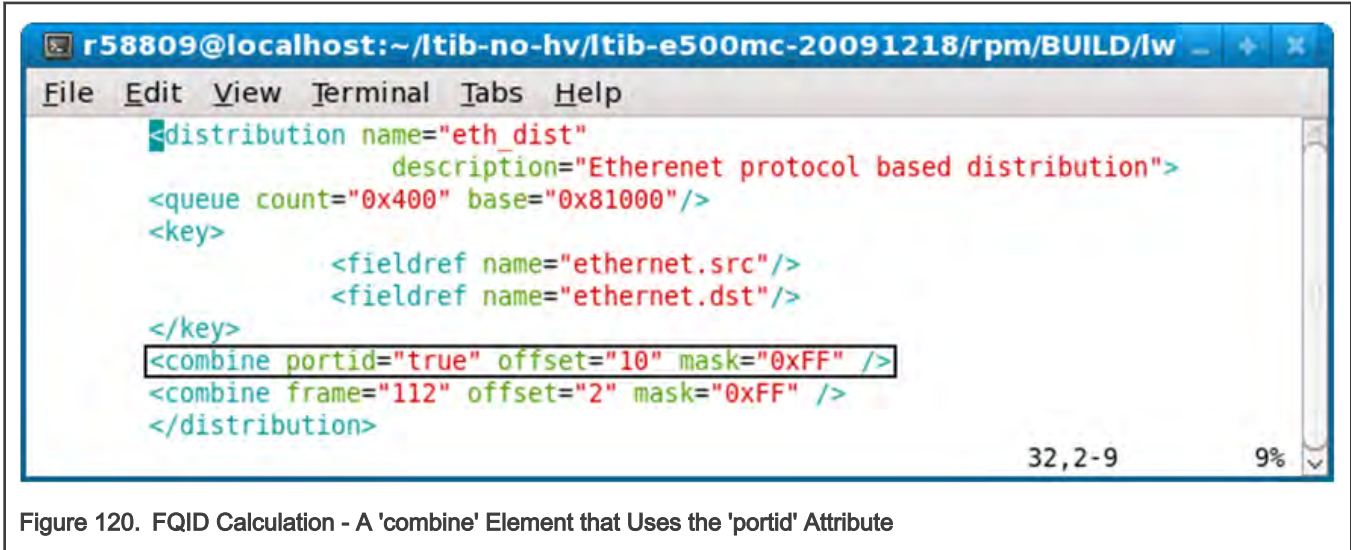 r58809@localhost:~/ltib-no-hv/ltib-e500mc-20091218/rpm/BUILD/lw
File Edit View Terminal Tabs Help
<distribution name="eth_dist"
description="Etherenet protocol based distribution">
<queue count="0x400" base="0x81000"/>
<key>
<fieldref name="ethernet.src"/>
<fieldref name="ethernet.dst"/>
</key>
<combine portid="true" offset="10" mask="0xFF" />
<combine frame="112" offset="2" mask="0xFF" />
</distribution>
32,2-9 9%
Figure 120. FQID Calculation - A 'combine' Element that Uses the 'portid' Attribute